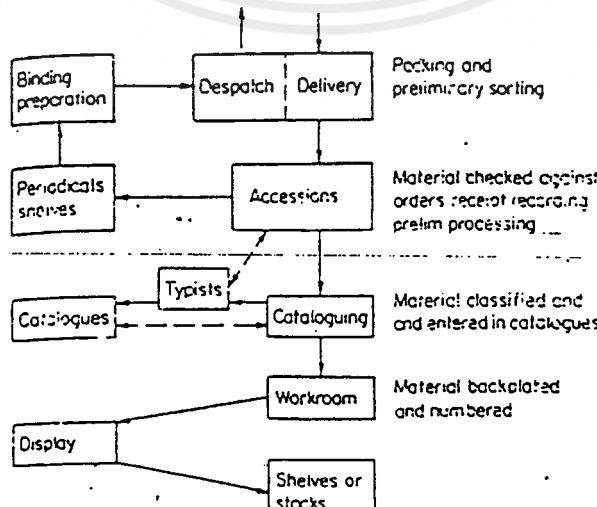 Binding
preparation
Despatch
Delivery
Packing and
preliminary sorting
Periodicals
shelves
Accessions
Material checked against
orders receipt recording
prelim processing
Typists
Catalogues
Cataloguing
Material classified and
and entered in catalogues
Workroom
Material backplated
and numbered
Display
Shelves or
stocks